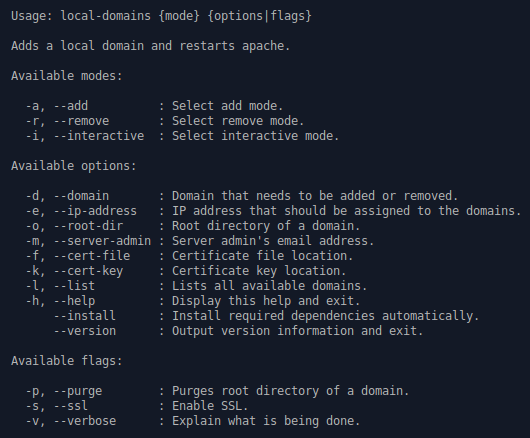 Usage: local-domains {mode} {options|flags}
Adds a local domain and restarts apache.
Available modes:
-a, --add : Select add mode.
-r, --remove : Select remove mode.
-i, --interactive : Select interactive mode.
Available options:
-d, --domain : Domain that needs to be added or removed.
-e, --ip-address : IP address that should be assigned to the domains.
-o, --root-dir : Root directory of a domain.
-m, --server-admin : Server admin's email address.
-f, --cert-file : Certificate file location.
-k, --cert-key : Certificate key location.
-l, --list : Lists all available domains.
-h, --help : Display this help and exit.
--install : Install required dependencies automatically.
--version : Output version information and exit.
Available flags:
-p, --purge : Purges root directory of a domain.
-s, --ssl : Enable SSL.
-v, --verbose : Explain what is being done.